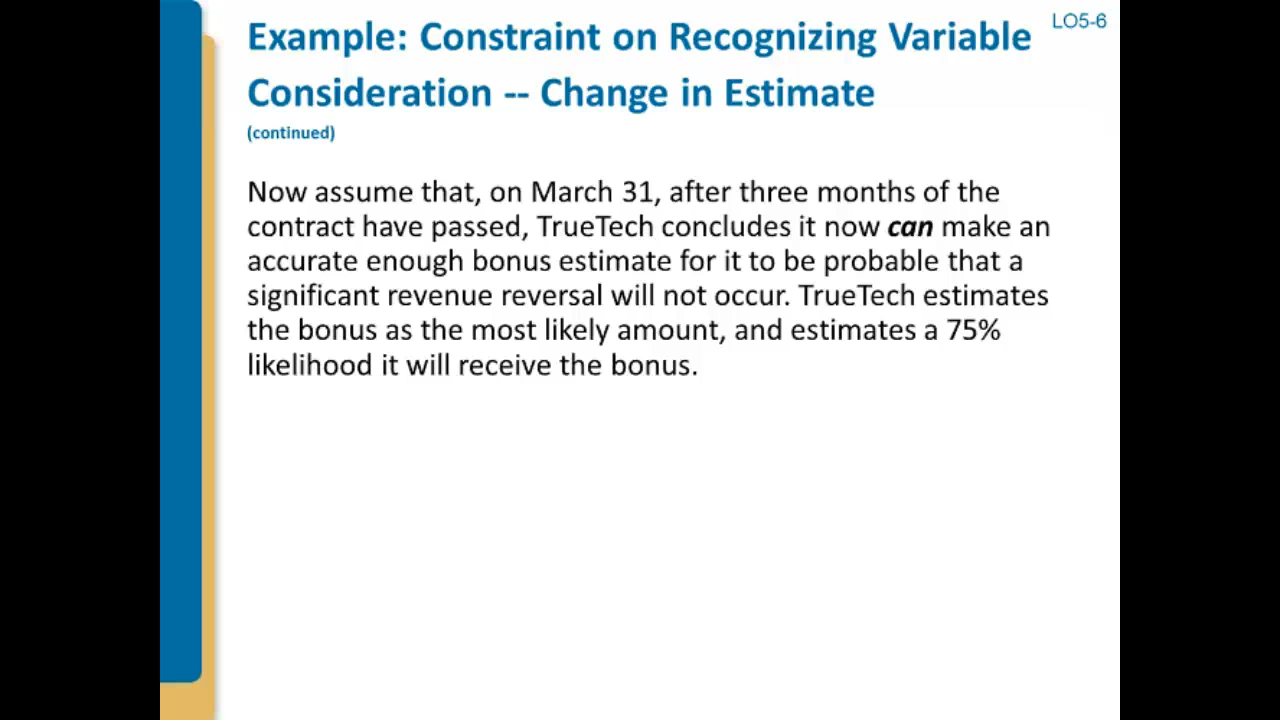 LO5-6
Example: Constraint on Recognizing Variable
Consideration -- Change in Estimate
(continued)
Now assume that, on March 31, after three months of the
contract have passed, TrueTech concludes it now can make an
accurate enough bonus estimate for it to be probable that a
significant revenue reversal will not occur. TrueTech estimates
the bonus as the most likely amount, and estimates a 75%
likelihood it will receive the bonus.